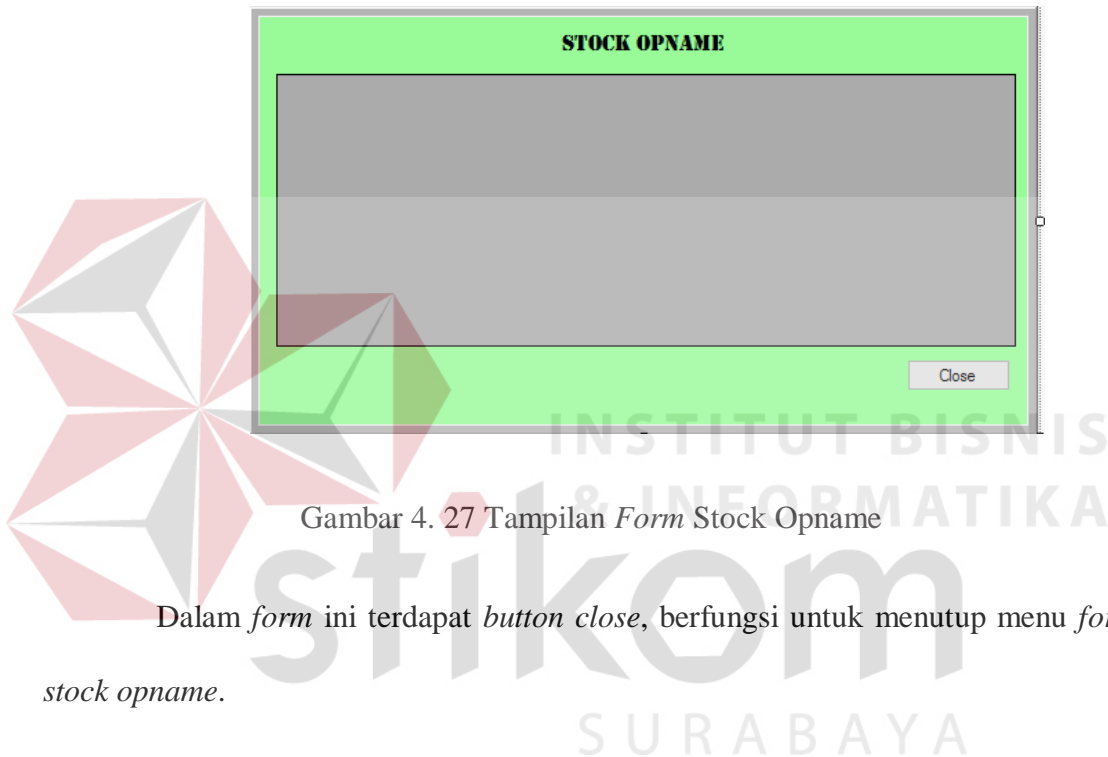 STOCK OPNAME
Close
INSTITUT BISNIS
& INFORMATIKA
Gambar 4. 27 Tampilan Form Stock Opname
stikom
Dalam form ini terdapat button close, berfungsi untuk menutup menu
stock opname.
SURABAYA